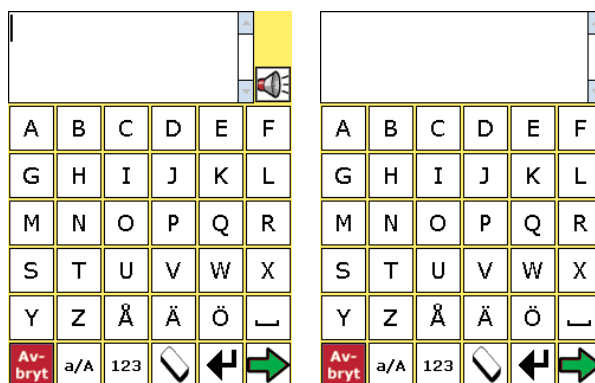 A B C D E F
G H I J K L
M N O P Q R
S T U V W X
Y Z Å Ä Ö
Av-
bryt a/A 123
A B C D E F
G H I J K L
M N O P Q R
S T U V W X
Y Z Å Ä Ö
Av-
bryt a/A 123